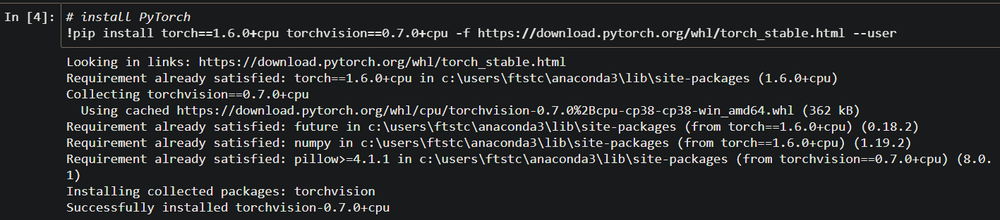 In [4]: # install PyTorch
!pip install torch==1.6.0+cpu torchvision==0.7.0+cpu -f https://download.pytorch.org/whl/torch_stable.html --user
Looking in links: https://download.pytorch.org/whl/torch_stable.html
Requirement already satisfied: torch==1.6.0+cpu in c:\users\ftstc\anaconda3\lib\site-packages (1.6.0+cpu)
Collecting torchvision==0.7.0+cpu
  Using cached https://download.pytorch.org/whl/cpu/torchvision-0.7.0%2Bcpu-cp38-cp38-win_amd64.whl (362 kB)
Requirement already satisfied: future in c:\users\ftstc\anaconda3\lib\site-packages (from torch==1.6.0+cpu) (0.18.2)
Requirement already satisfied: numpy in c:\users\ftstc\anaconda3\lib\site-packages (from torch==1.6.0+cpu) (1.19.2)
Requirement already satisfied: pillow>=4.1.1 in c:\users\ftstc\anaconda3\lib\site-packages (from torchvision==0.7.0+cpu) (8.0.
1)
Installing collected packages: torchvision
Successfully installed torchvision-0.7.0+cpu